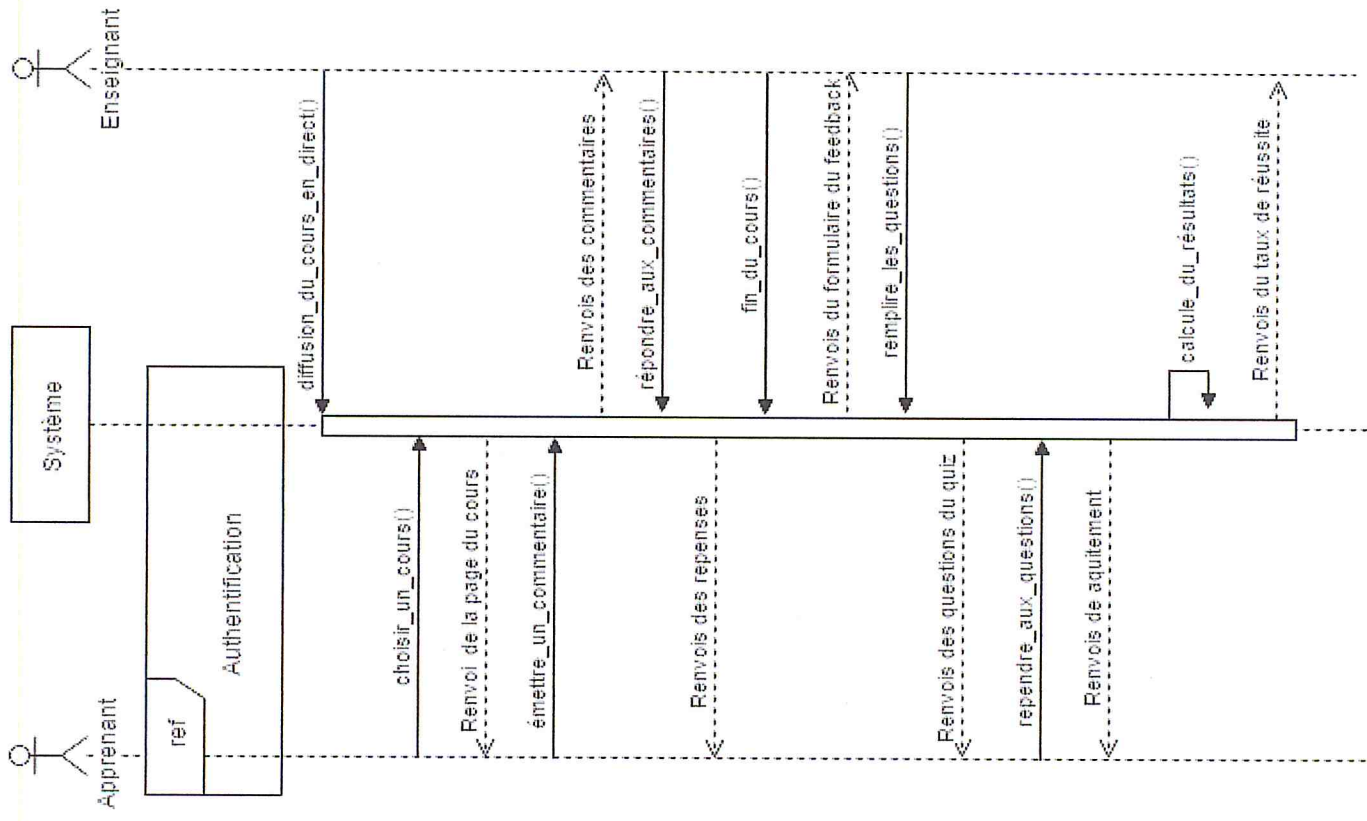 Apprenant
Système
Enseignant
ref
Authentification
diffusion_du_cours_en_direct()
choisir_un_cours()
Renvoi de la page du cours
émettre_un_commentaire()
Renvois des commentaires
répondre_aux_commentaires()
Renvois des repenses
fin_du_cours()
Renvois du formulaire du feedback
remplire_les_questions()
Renvois des questions du quiz
rependre_aux_questions()
Renvois de aquitement
calcule_du_résultats()
Renvois du taux de réussite